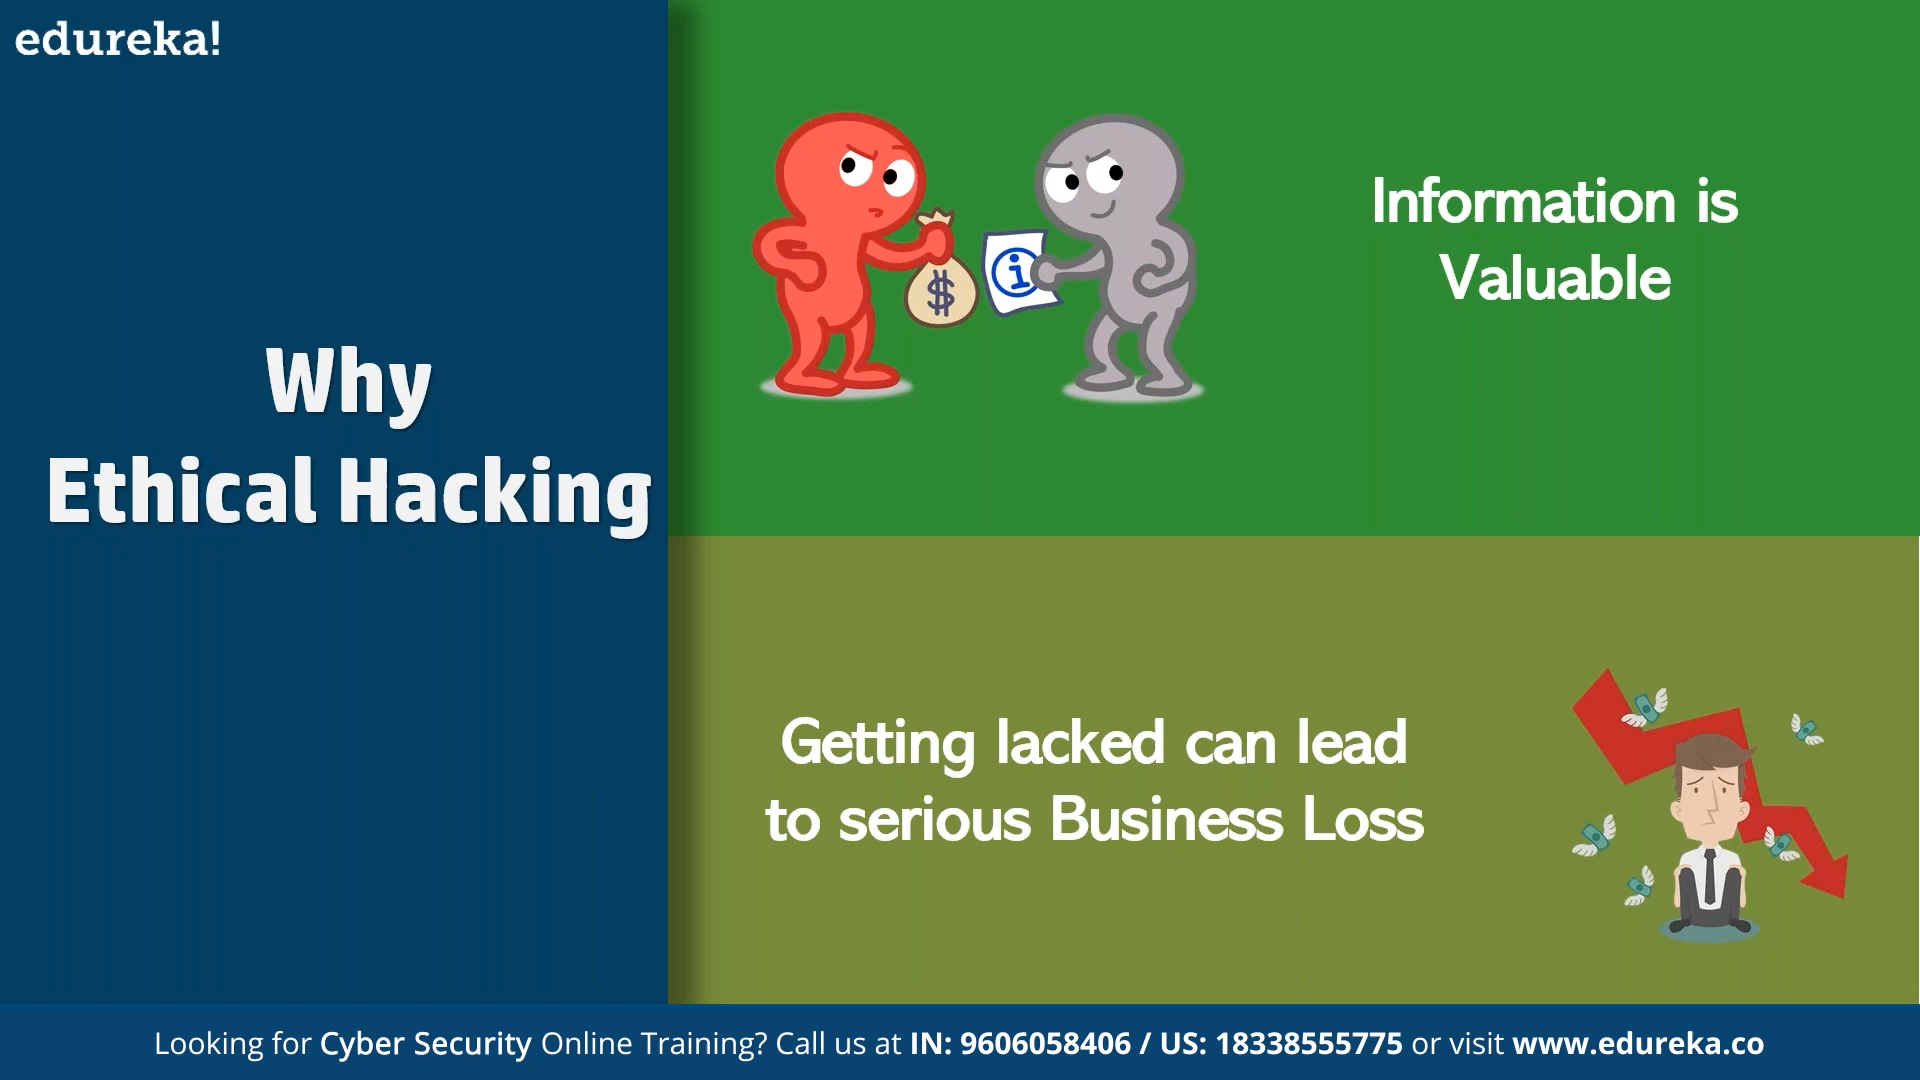 edureka!
Why
Ethical Hacking
Information is
Valuable
$
i
Getting lacked can lead
to serious Business Loss
Looking for Cyber Security Online Training? Call us at IN: 9606058406 / US: 18338555775 or visit www.edureka.co